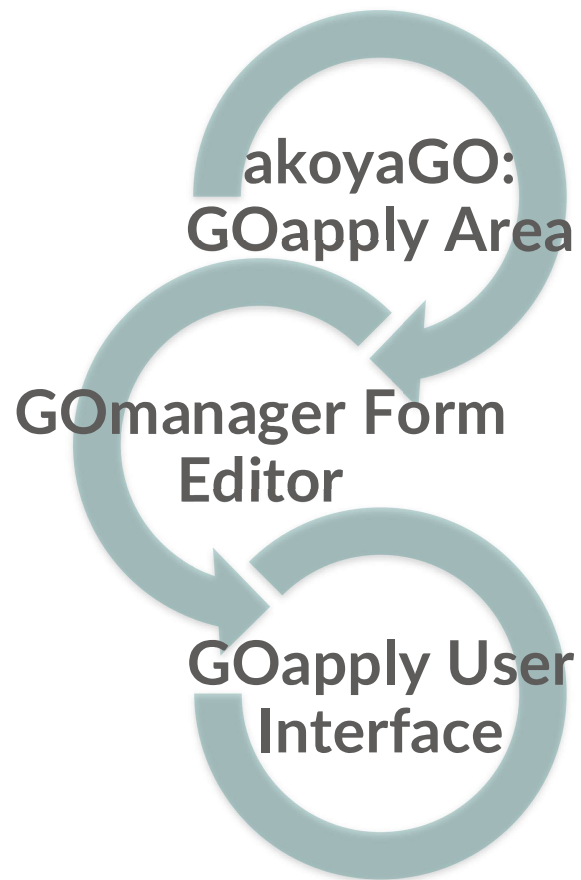 akoyaGO:
GOapply Area
GOmanager Form
Editor
GOapply User
Interface